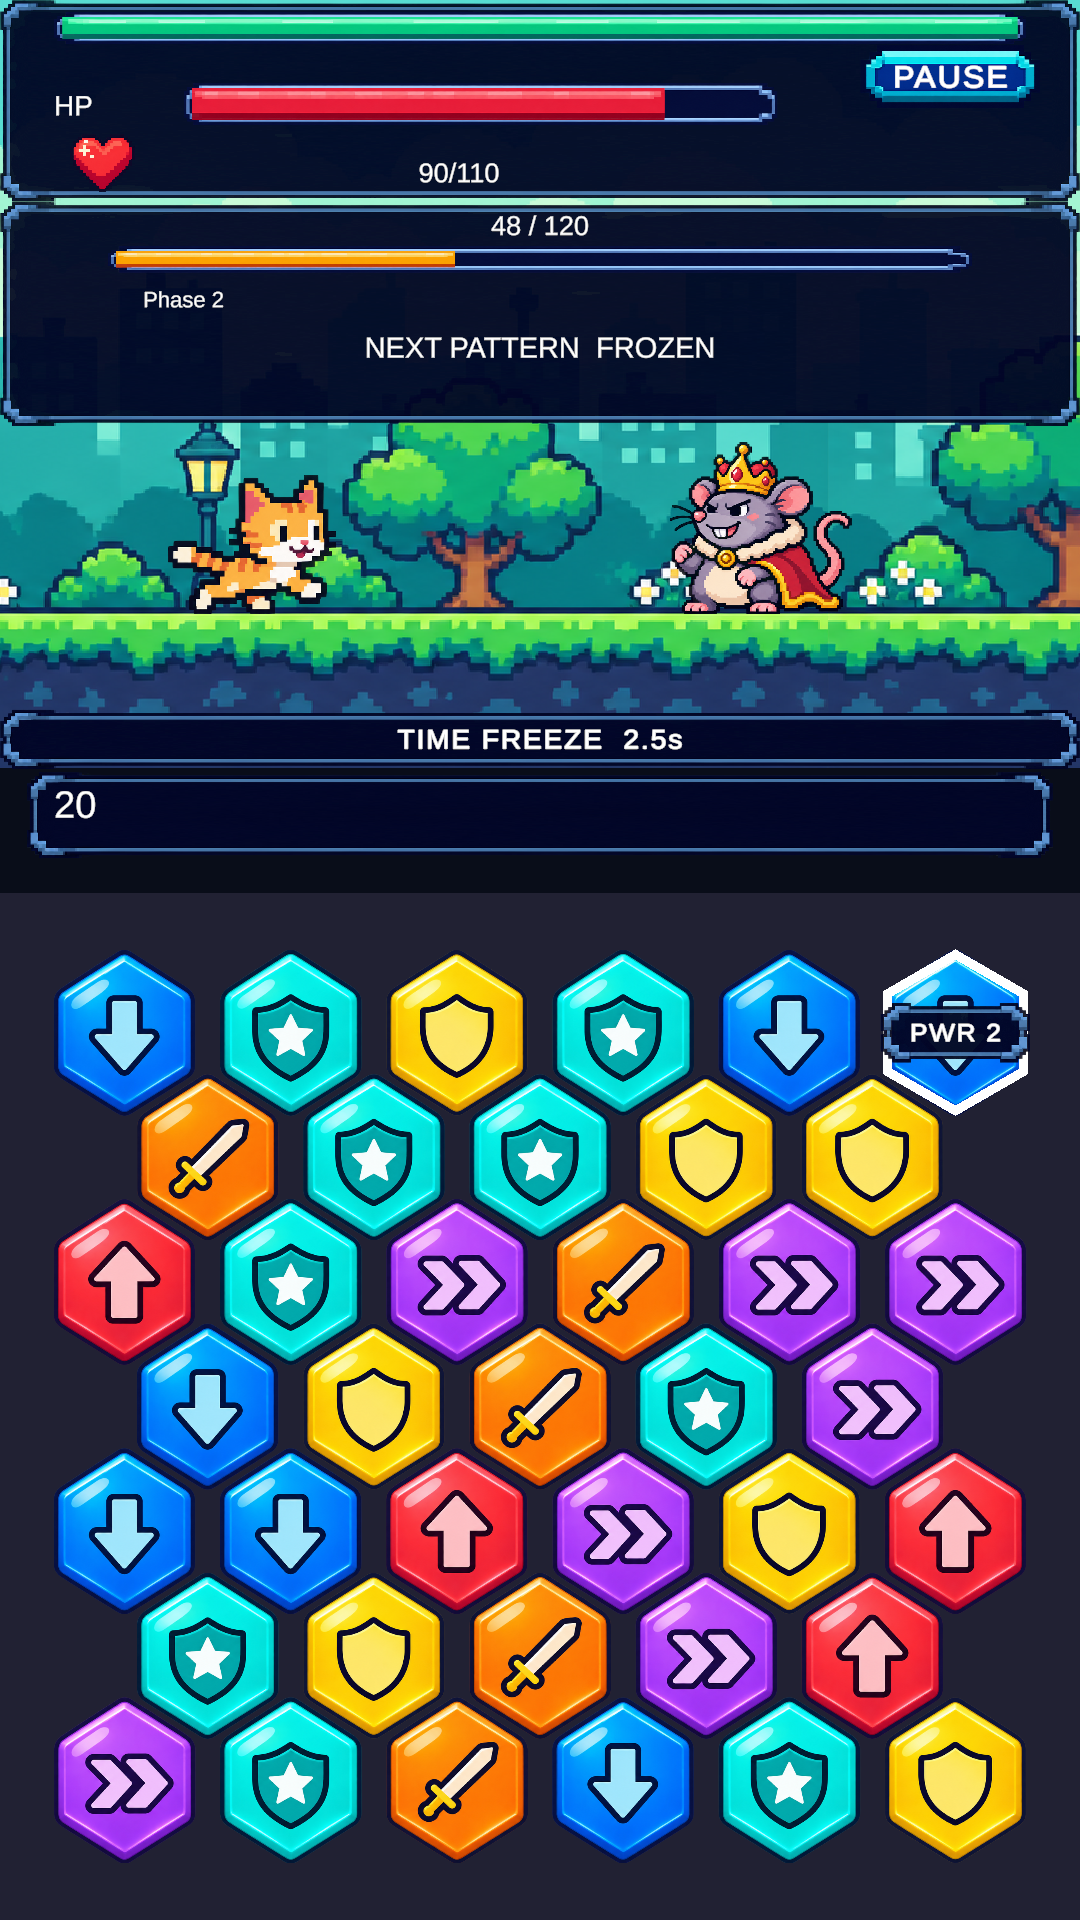 PAUSE
HP
90/110
48 / 120
Phase 2
NEXT PATTERN  FROZEN
TIME FREEZE  2.5s
20
PWR 2